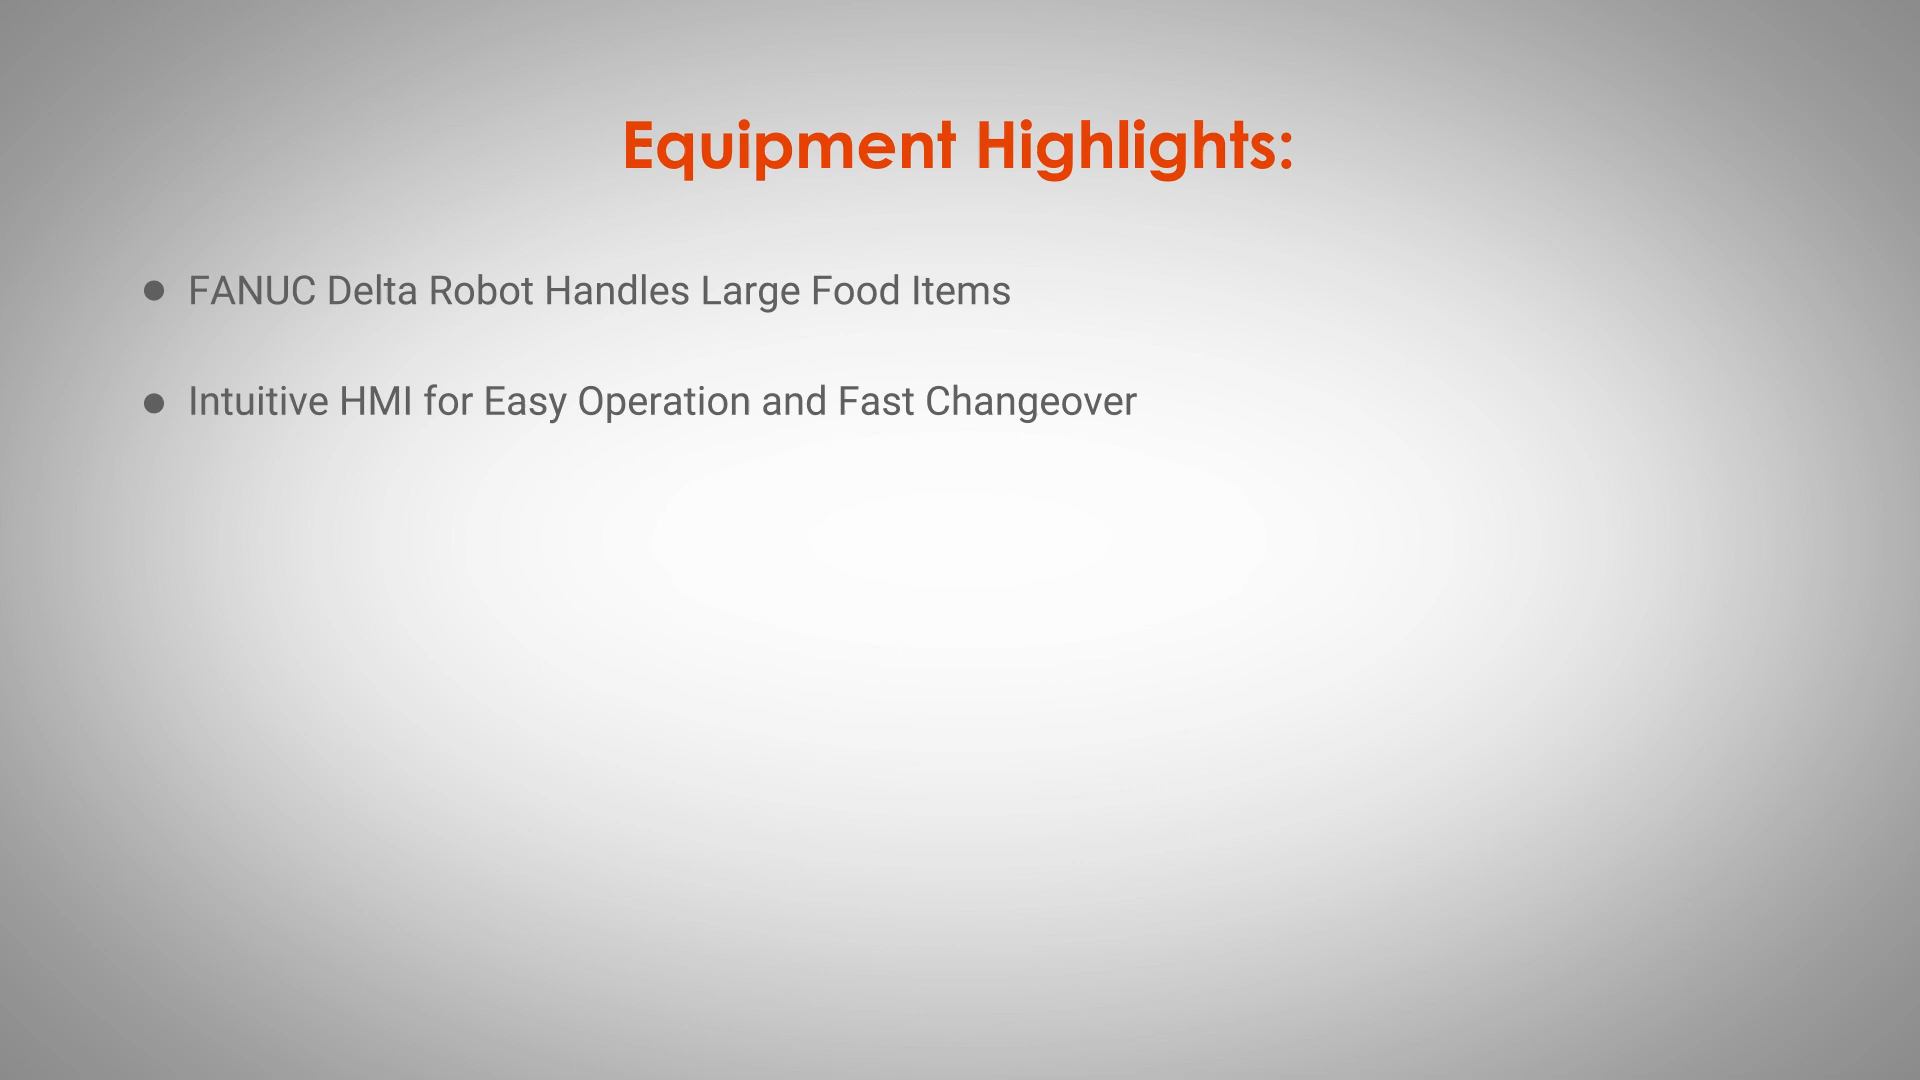 Equipment Highlights:
● FANUC Delta Robot Handles Large Food Items
● Intuitive HMI for Easy Operation and Fast Changeover